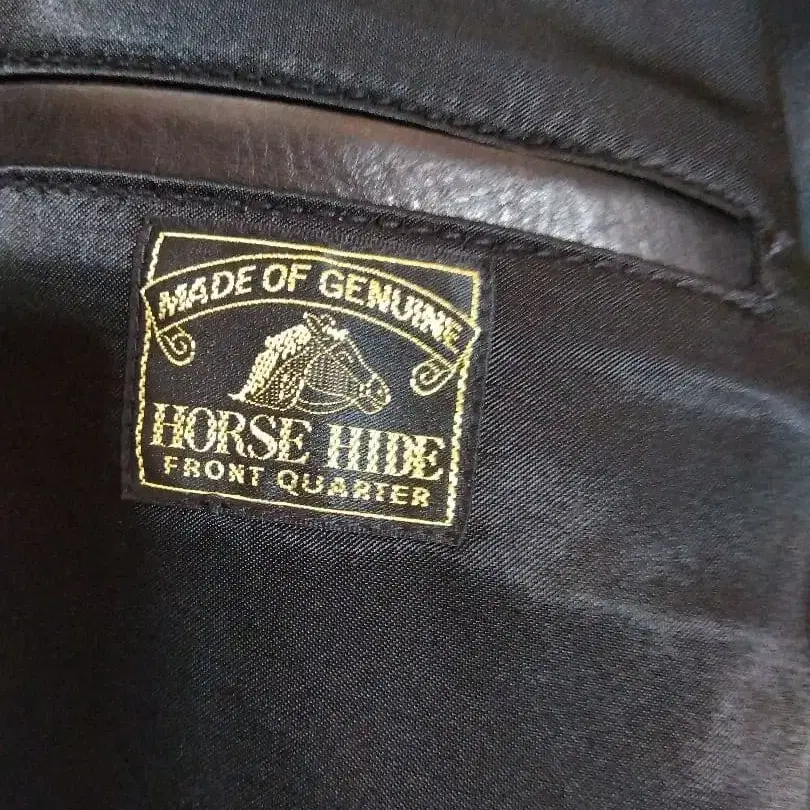 MADE OF GENUINE
HORSE HIDE
FRONT QUARTER